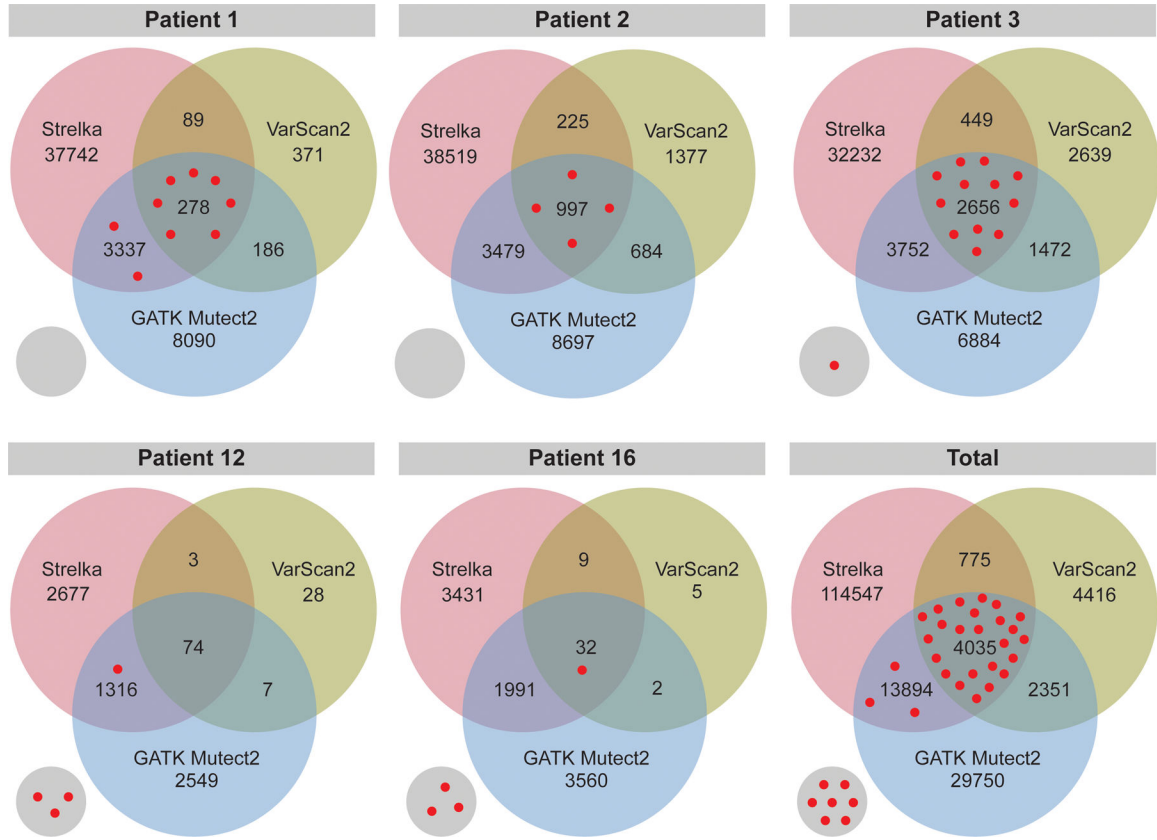 Patient 1
Strelka
37742
89
VarScan2
371
278
3337
186
GATK Mutect2
8090
Patient 2
Strelka
38519
225
VarScan2
1377
997
3479
684
GATK Mutect2
8697
Patient 3
Strelka
32232
449
VarScan2
2639
2656
3752
1472
GATK Mutect2
6884
Patient 12
Strelka
2677
3
VarScan2
28
74
1316
7
GATK Mutect2
2549
Patient 16
Strelka
3431
9
VarScan2
5
32
1991
2
GATK Mutect2
3560
Total
Strelka
114547
775
VarScan2
4416
4035
13894
2351
GATK Mutect2
29750